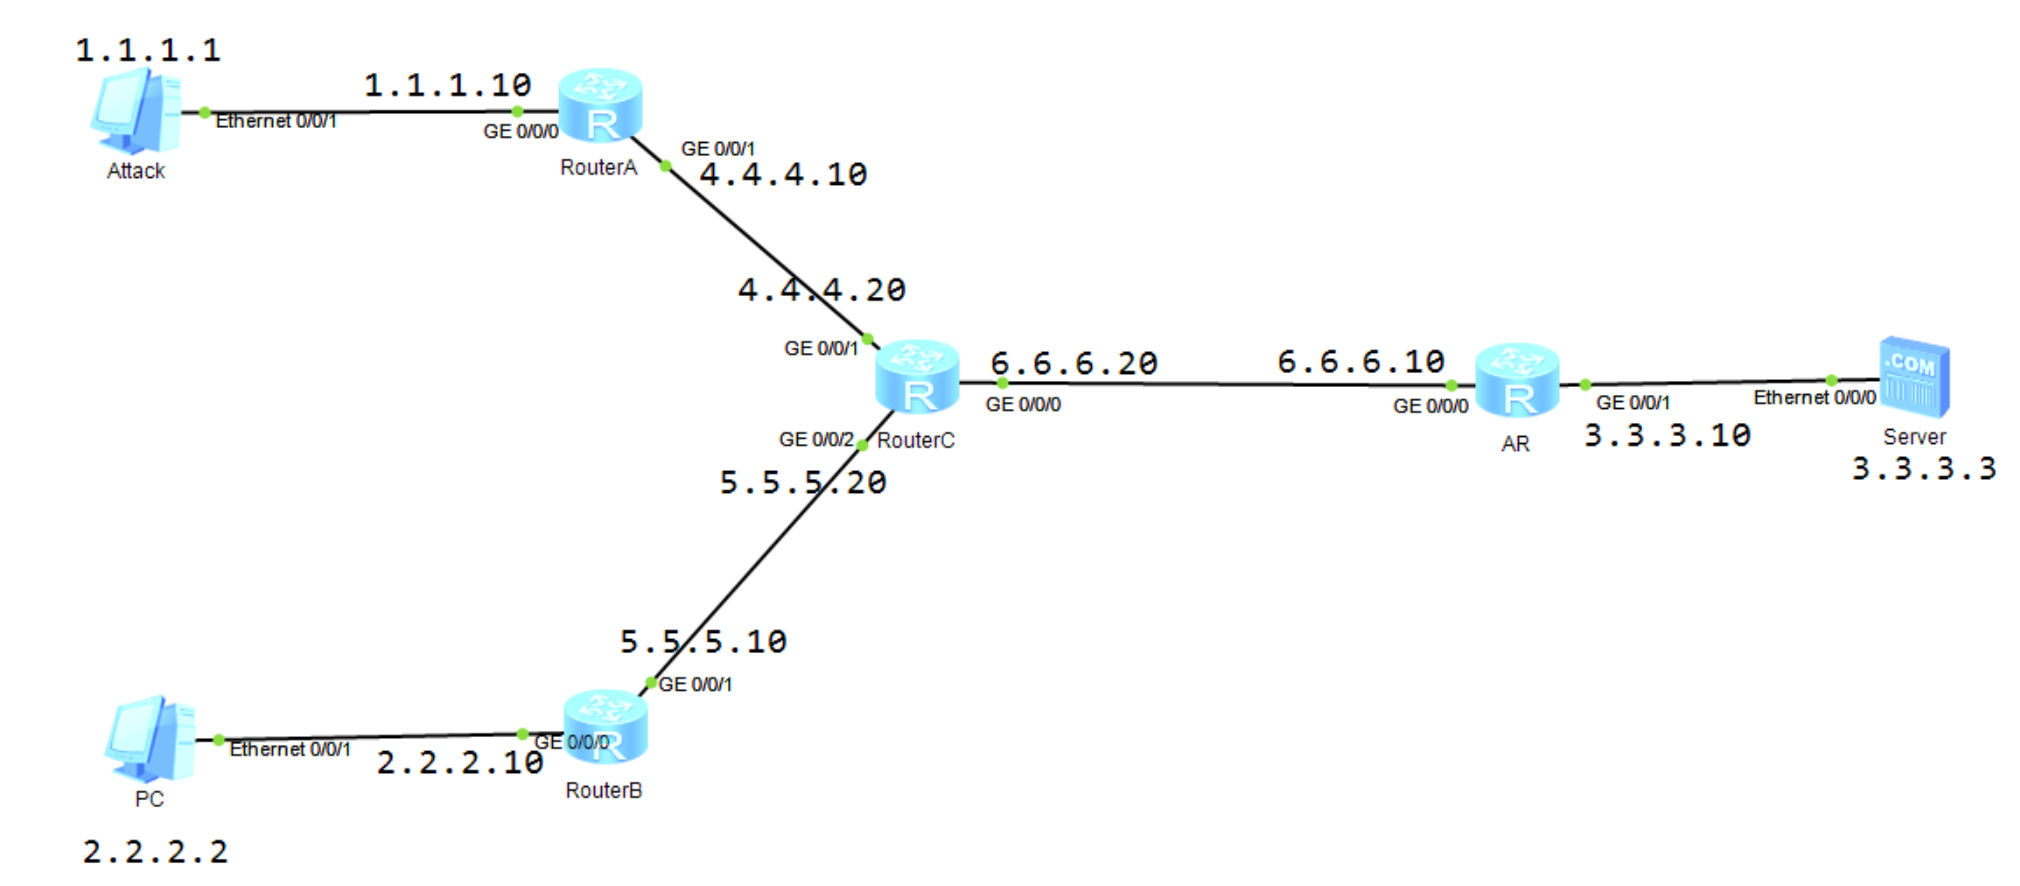 1.1.1.1
1.1.1.10
Ethernet 0/0/1
GE 0/0/0
R
Attack
RouterA
GE 0/0/1
4.4.4.10
4.4.4.20
GE 0/0/1
6.6.6.20
6.6.6.10
.COM
R
R
GE 0/0/0
GE 0/0/0
GE 0/0/1
Ethernet 0/0/0
GE 0/0/2
RouterC
AR
3.3.3.10
Server
3.3.3.3
5.5.5.20
5.5.5.10
GE 0/0/1
Ethernet 0/0/1
GE 0/0/0
R
2.2.2.10
PC
RouterB
2.2.2.2